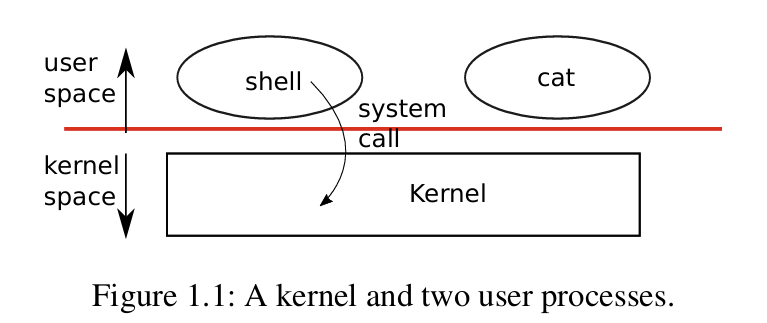 user
space
shell
cat
system
call
kernel
space
Kernel
Figure 1.1: A kernel and two user processes.